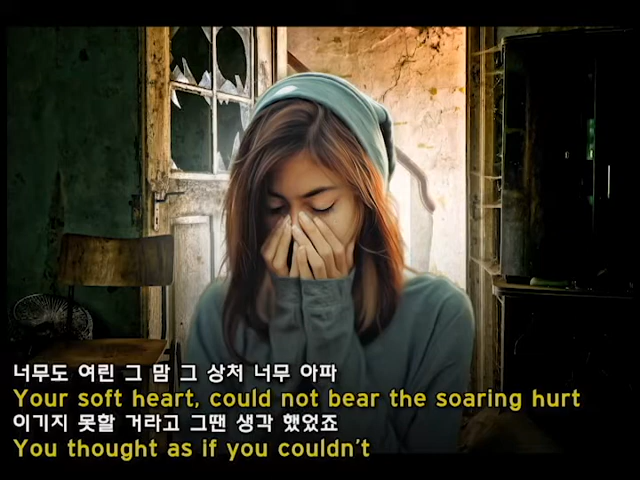 너무도 여린 그 맘 그 상처 너무 아파
Your soft heart, could not bear the soaring hurt
이기지 못할 거라고 그땐 생각 했었죠
You thought as if you couldn't